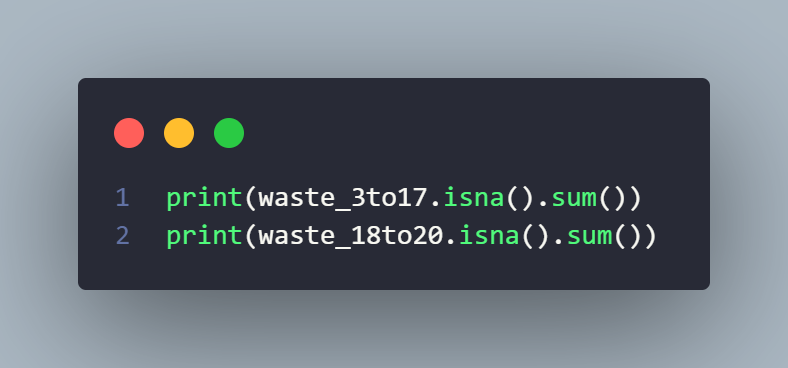 1 print(waste_3to17.isna().sum())
2 print(waste_18to20.isna().sum())